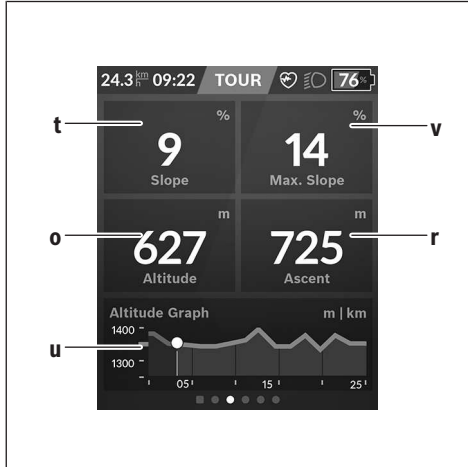 24.3 km/h 09:22 TOUR 76%
t % % v
9 14
Slope Max. Slope
m m
o 627 725 r
Altitude Ascent
Altitude Graph m | km
1400
u
1300
05' 15' 25'